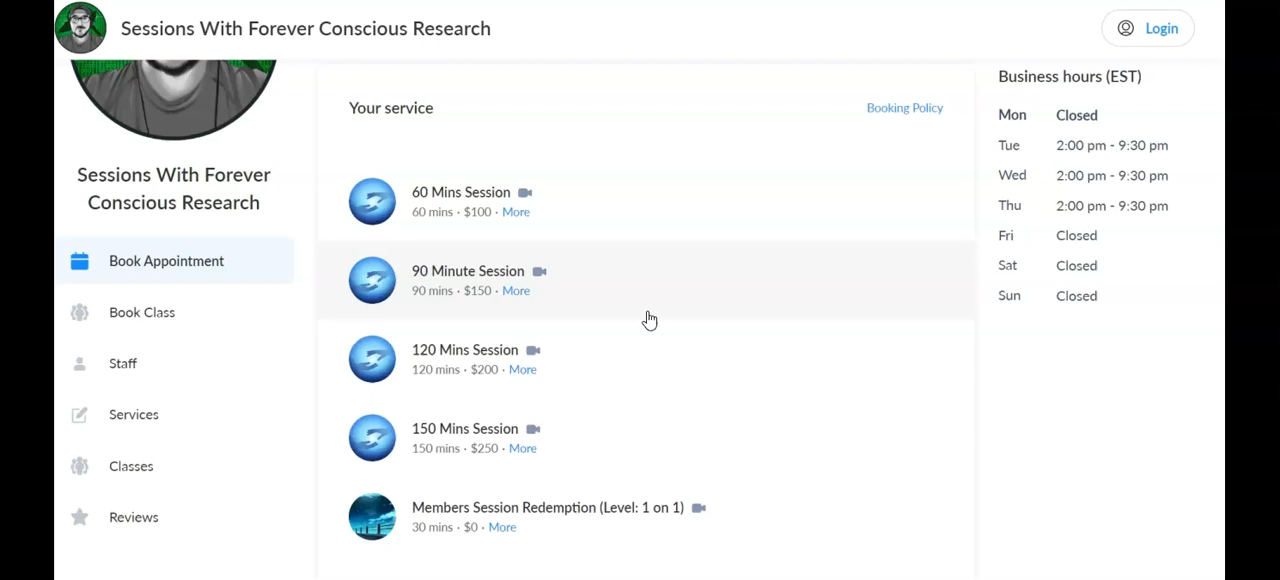 Sessions With Forever Conscious Research
Login
Sessions With Forever
Conscious Research
Book Appointment
Book Class
Staff
Services
Classes
Reviews
Your service
Booking Policy
60 Mins Session
60 mins · $100 · More
90 Minute Session
90 mins · $150 · More
120 Mins Session
120 mins · $200 · More
150 Mins Session
150 mins · $250 · More
Members Session Redemption (Level: 1 on 1)
30 mins · $0 · More
Business hours (EST)
Mon Closed
Tue 2:00 pm - 9:30 pm
Wed 2:00 pm - 9:30 pm
Thu 2:00 pm - 9:30 pm
Fri Closed
Sat Closed
Sun Closed